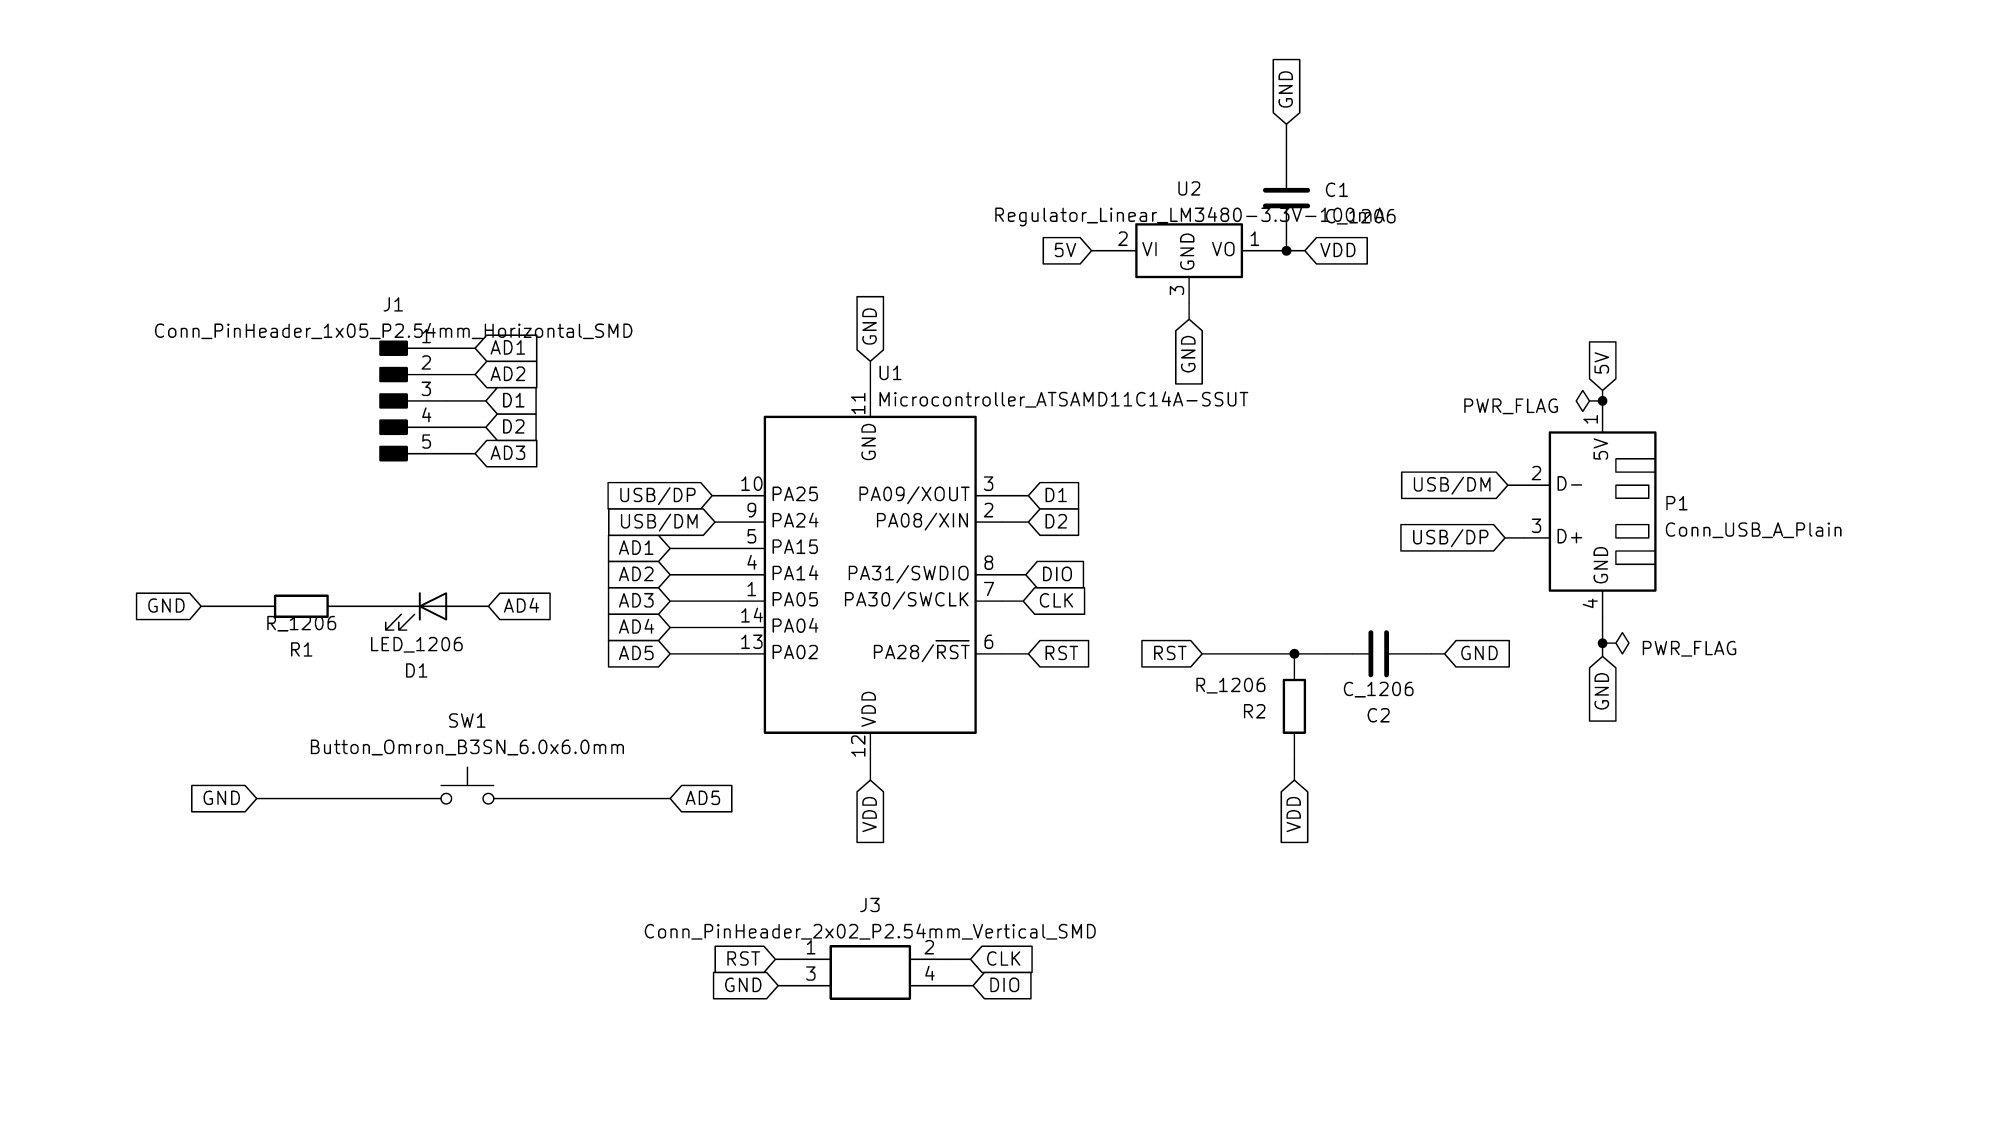 GND
C1
C_1206
U2
Regulator_Linear_LM3480-3.3V-100mA
5V
2
VI
GND
VO
1
VDD
3
GND
J1
Conn_PinHeader_1x05_P2.54mm_Horizontal_SMD
1
AD1
2
AD2
3
D1
4
D2
5
AD3
GND
U1
Microcontroller_ATSAMD11C14A-SSUT
11
GND
USB/DP
10
PA25
PA09/XOUT
3
D1
USB/DM
9
PA24
PA08/XIN
2
D2
AD1
5
PA15
AD2
4
PA14
PA31/SWDIO
8
DIO
AD3
1
PA05
PA30/SWCLK
7
CLK
AD4
14
PA04
AD5
13
PA02
PA28/RST
6
RST
VDD
12
VDD
5V
PWR_FLAG
1
5V
USB/DM
2
D-
P1
Conn_USB_A_Plain
USB/DP
3
D+
GND
4
PWR_FLAG
GND
GND
R_1206
R1
LED_1206
D1
AD4
RST
R_1206
R2
C_1206
C2
GND
VDD
SW1
Button_Omron_B3SN_6.0x6.0mm
GND
AD5
J3
Conn_PinHeader_2x02_P2.54mm_Vertical_SMD
RST
1
2
CLK
GND
3
4
DIO